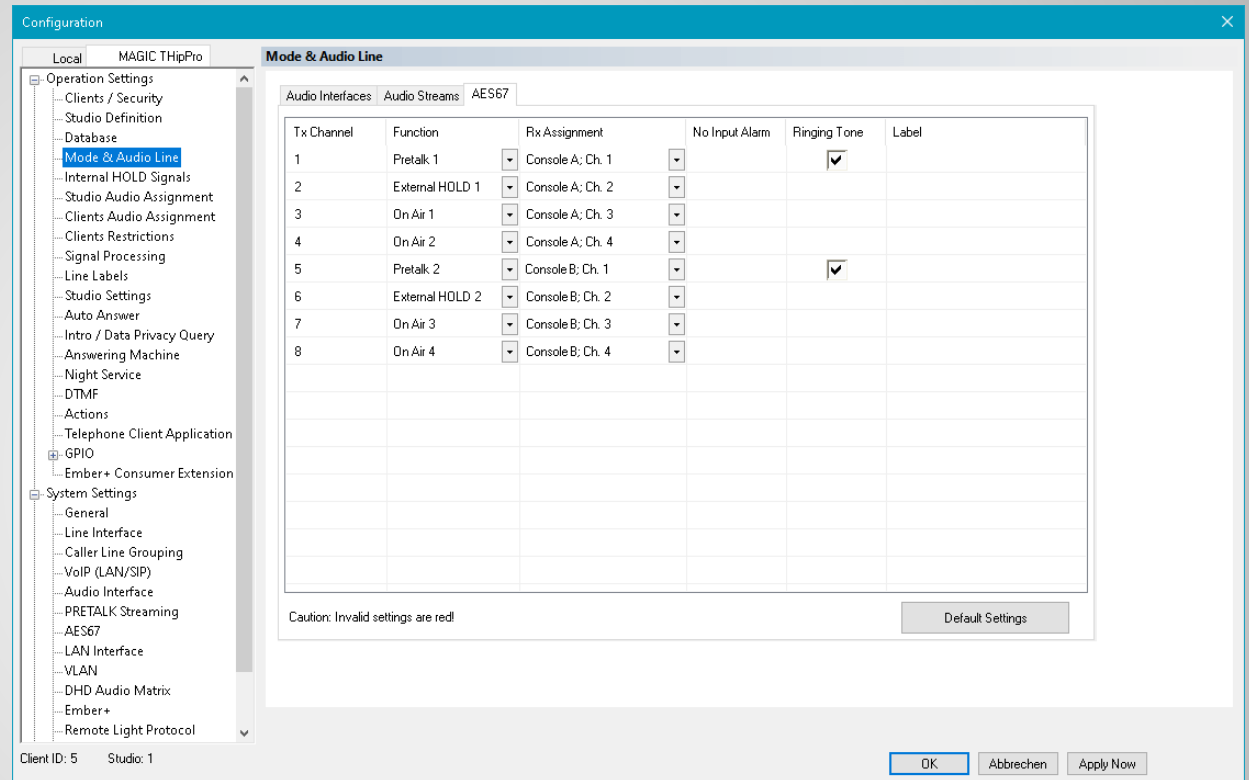 Configuration
Local MAGIC THipPro
Operation Settings
Clients / Security
Studio Definition
Database
Mode & Audio Line
Internal HOLD Signals
Studio Audio Assignment
Clients Audio Assignment
Clients Restrictions
Signal Processing
Line Labels
Studio Settings
Auto Answer
Intro / Data Privacy Query
Answering Machine
Night Service
DTMF
Actions
Telephone Client Application
GPIO
Ember+ Consumer Extension
System Settings
General
Line Interface
Caller Line Grouping
VoIP (LAN/SIP)
Audio Interface
PRETALK Streaming
AES67
LAN Interface
VLAN
DHD Audio Matrix
Ember+
Remote Light Protocol
Mode & Audio Line
Audio Interfaces Audio Streams AES67
Tx Channel Function Rx Assignment No Input Alarm Ringing Tone Label
1 Pretalk 1 Console A; Ch. 1
2 External HOLD 1 Console A; Ch. 2
3 On Air 1 Console A; Ch. 3
4 On Air 2 Console A; Ch. 4
5 Pretalk 2 Console B; Ch. 1
6 External HOLD 2 Console B; Ch. 2
7 On Air 3 Console B; Ch. 3
8 On Air 4 Console B; Ch. 4
Caution: Invalid settings are red!
Default Settings
Client ID: 5 Studio: 1
OK Abbrechen Apply Now